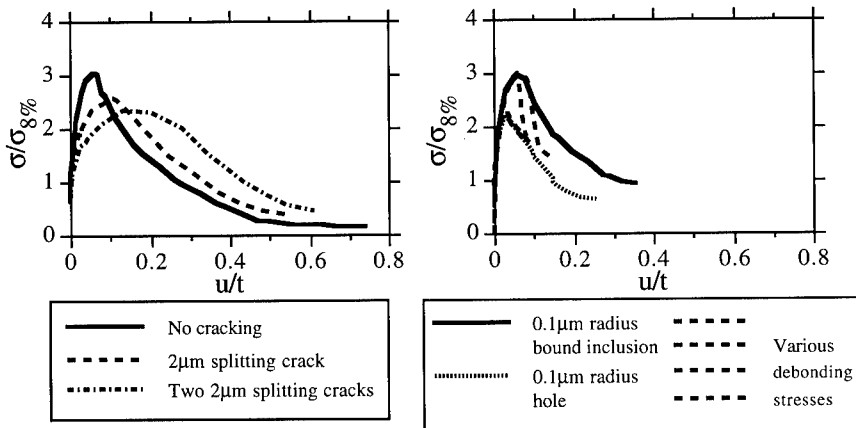 4
3
2
1
0
σ/σ8%
0 0.2 0.4 0.6 0.8
u/t
No cracking
2μm splitting crack
Two 2μm splitting cracks
4
3
2
1
0
σ/σ8%
0 0.2 0.4 0.6 0.8
u/t
0.1μm radius
bound inclusion
0.1μm radius
hole
Various
debonding
stresses